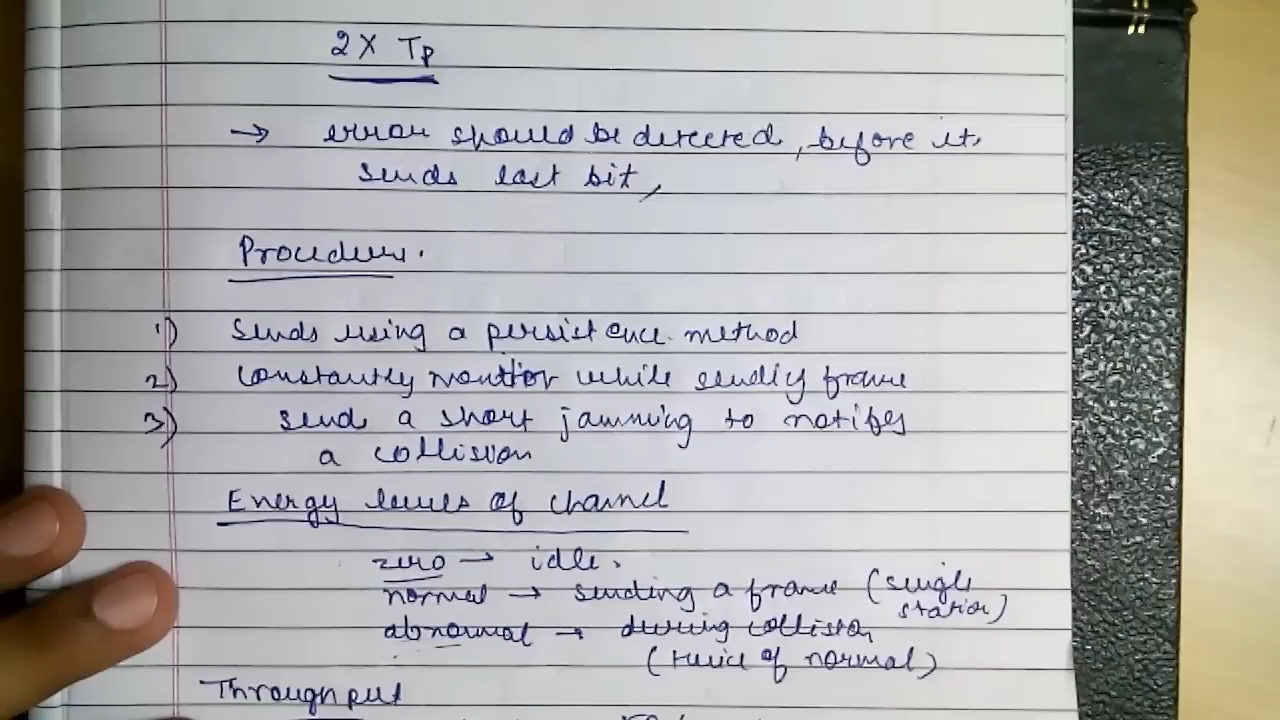 2 X Tp
→ error should be detected, before it
sends last bit,
Procedure.
1) Sends using a persistence method
2) Constantly monitor while sendig frame
3) send a short jamming to notifes
a collision
Energy levels of channel
zero → idle.
normal → sending a frame (single
station)
abnormal → during collision
(twice of normal)
Throughput